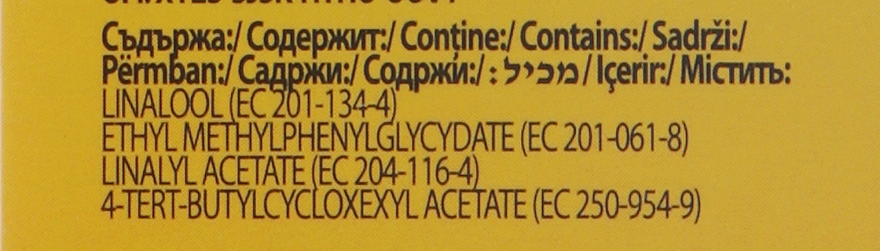 Съдържа:/ Содержит:/ Conține:/ Contains:/ Sadrži:/
Përmban:/ Садржи:/ Содржи:/ מכיל: / İçerir:/ Містить:
LINALOOL (EC 201-134-4)
ETHYL METHYLPHENYLGLYCYDATE (EC 201-061-8)
LINALYL ACETATE (EC 204-116-4)
4-TERT-BUTYLCYCLOXEXYL ACETATE (EC 250-954-9)